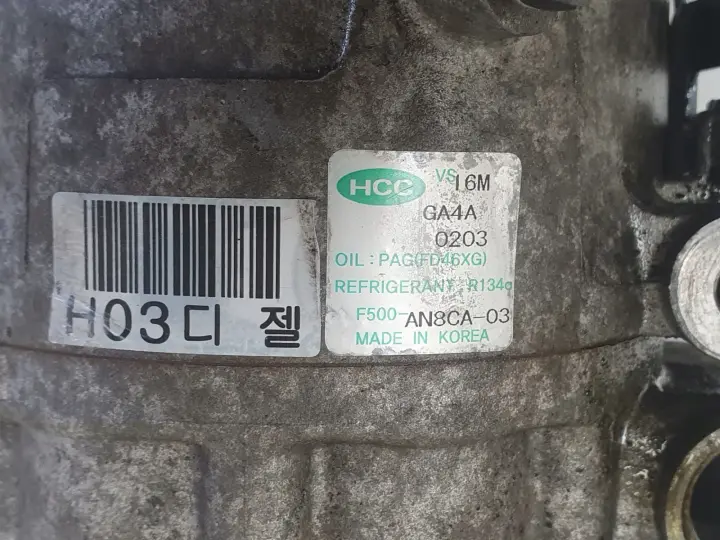 H03디 젤
HCC VS16M
GA4A
0203
OIL : PAG(FD46XG)
REFRIGERANT : R134a
F500-AN8CA-03
MADE IN KOREA